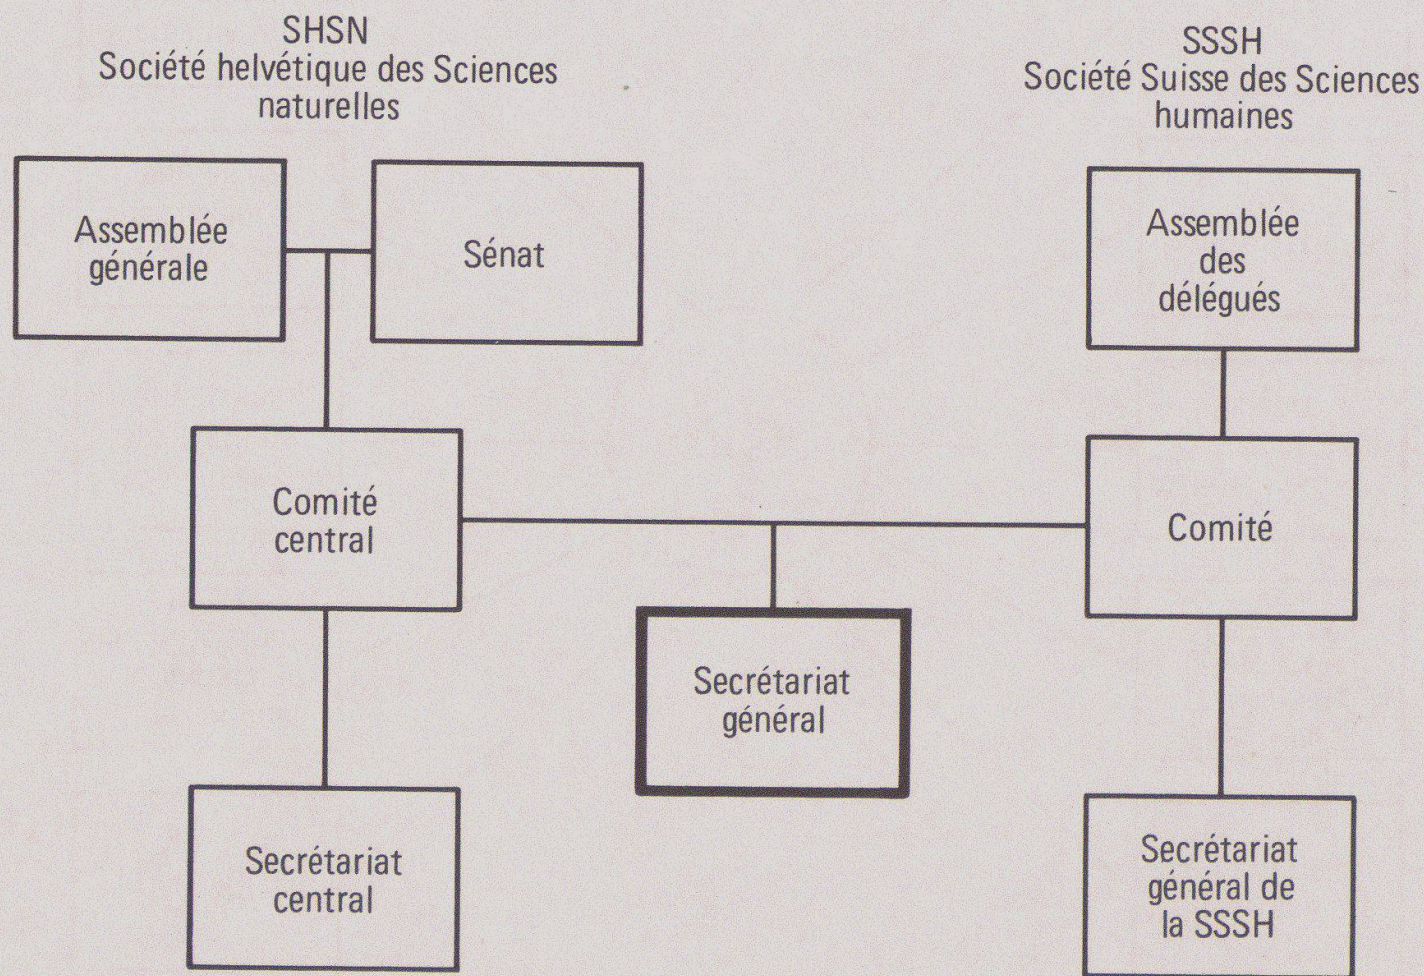 SHSN
Société helvétique des Sciences
naturelles
SSSH
Société Suisse des Sciences
humaines
Assemblée
générale
Sénat
Assemblée
des
délégués
Comité
central
Comité
Secrétariat
général
Secrétariat
central
Secrétariat
général de
la SSSH